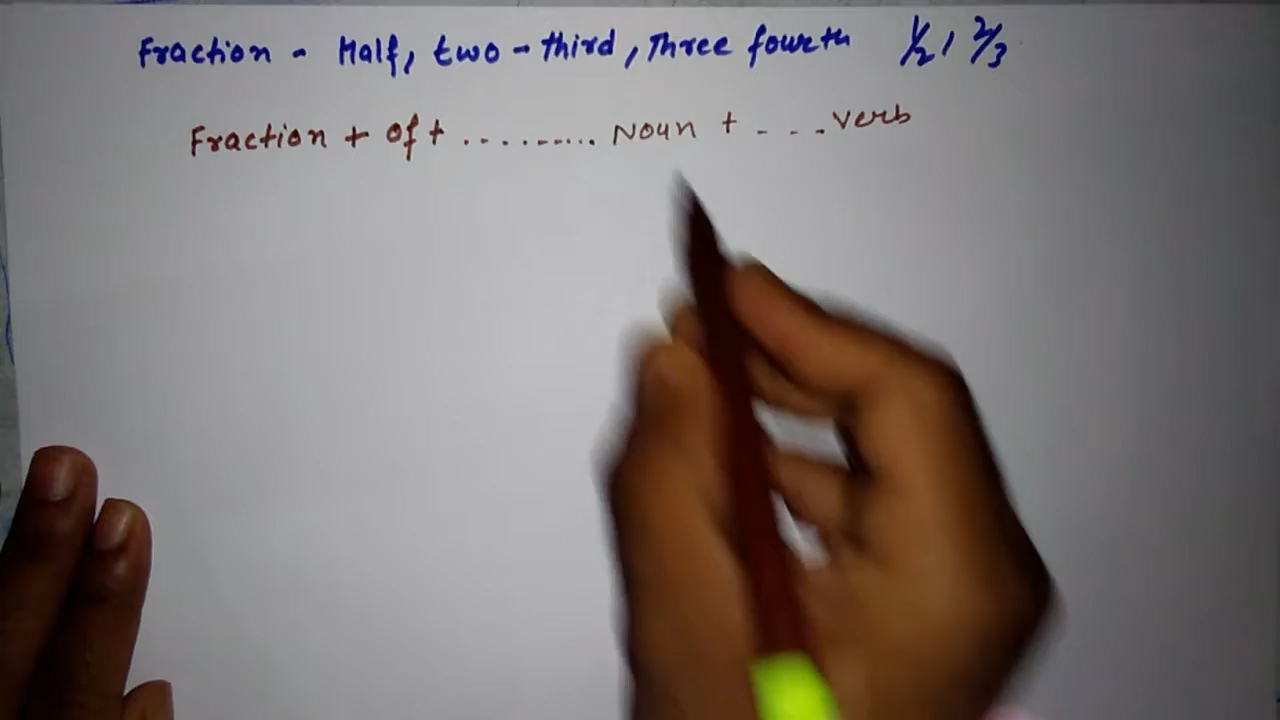 Fraction - Half, two-third, Three fourth 1/2, 2/3
Fraction + of + .......... Noun + - - - verb